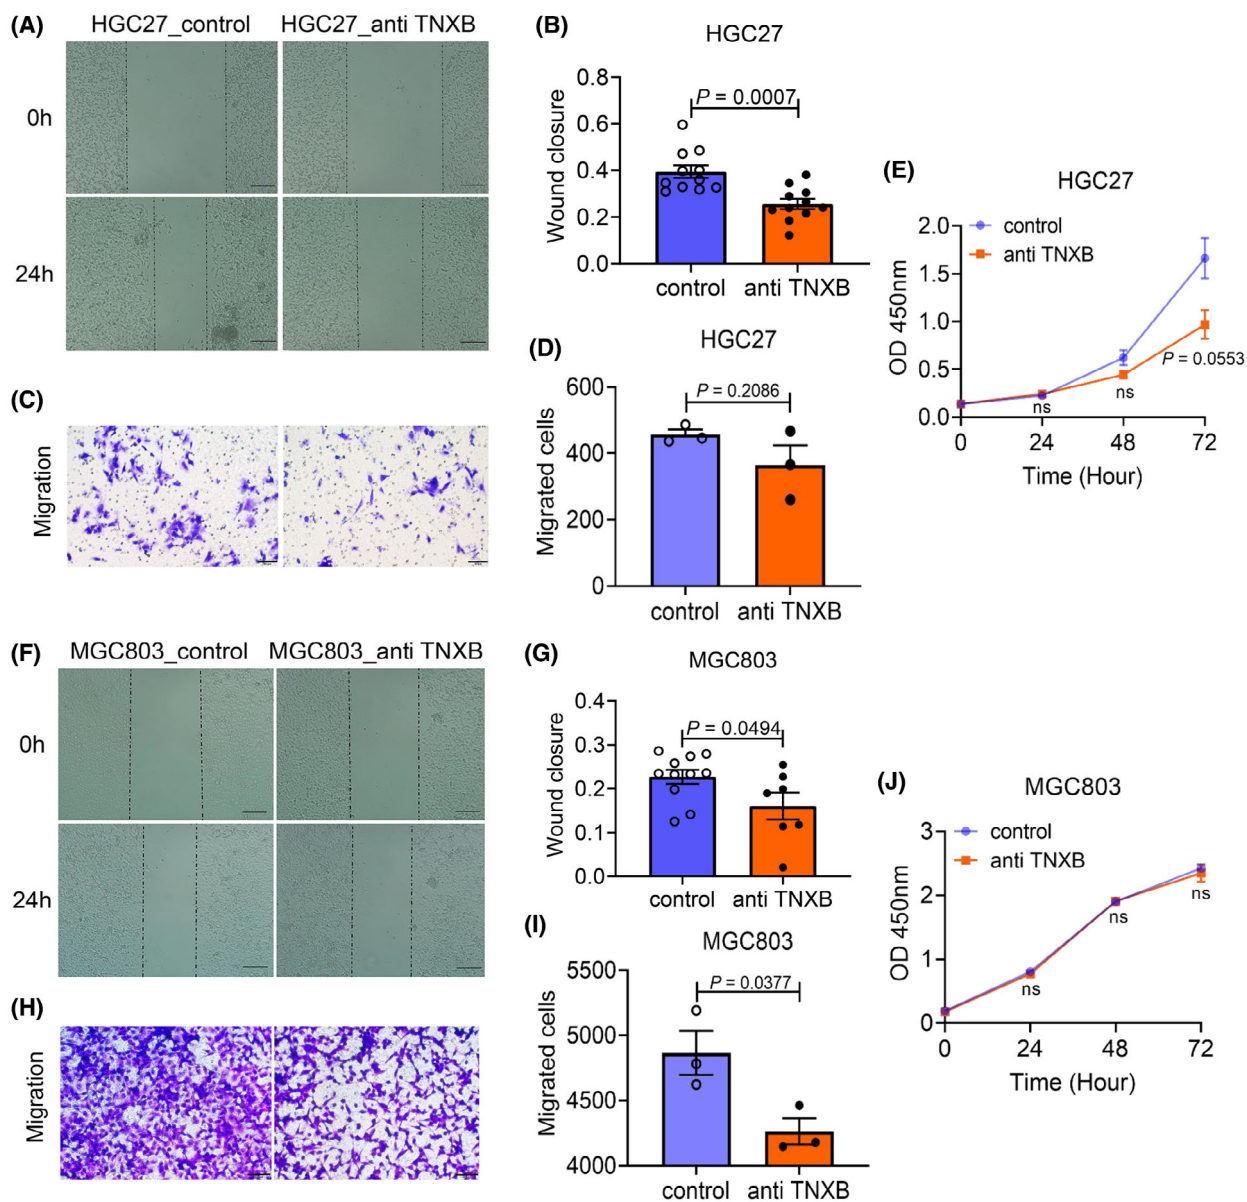 (A)
HGC27_control HGC27_anti TNXB
0h
24h
(B)
HGC27
Wound closure
0.8
0.6
0.4
0.2
0.0
P = 0.0007
control anti TNXB
(C)
Migration
(D)
HGC27
Migrated cells
600
400
200
0
P = 0.2086
control anti TNXB
(E)
HGC27
control
anti TNXB
OD 450nm
2.0
1.5
1.0
0.5
0.0
ns
ns
P = 0.0553
0 24 48 72
Time (Hour)
(F)
MGC803_control MGC803_anti TNXB
0h
24h
(G)
MGC803
Wound closure
0.4
0.3
0.2
0.1
0.0
P = 0.0494
control anti TNXB
(H)
Migration
(I)
MGC803
Migrated cells
5500
5000
4500
4000
P = 0.0377
control anti TNXB
(J)
MGC803
control
anti TNXB
OD 450nm
3
2
1
0
ns
ns
ns
0 24 48 72
Time (Hour)